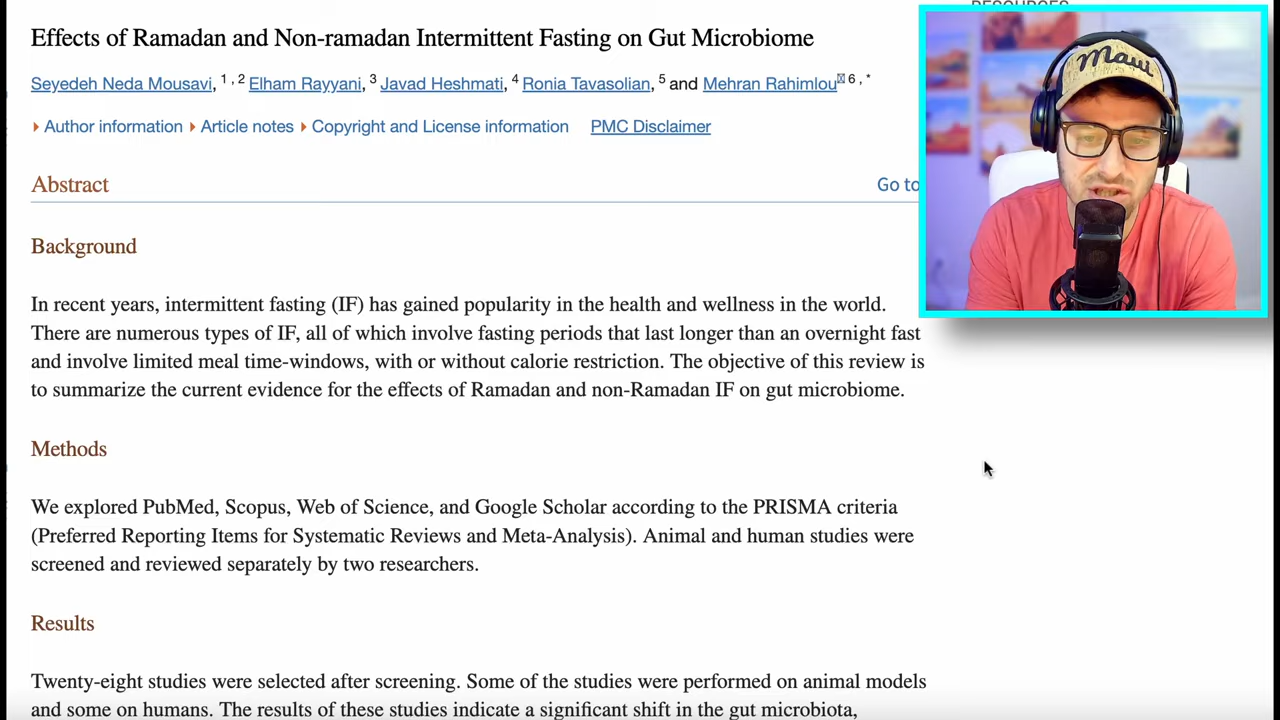 RESOURCES
Effects of Ramadan and Non-ramadan Intermittent Fasting on Gut Microbiome
Seyedeh Neda Mousavi, 1 , 2 Elham Rayyani, 3 Javad Heshmati, 4 Ronia Tavasolian, 5 and Mehran Rahimlou 6 , *
Author information Article notes Copyright and License information PMC Disclaimer
Abstract Go to
Background
In recent years, intermittent fasting (IF) has gained popularity in the health and wellness in the world.
There are numerous types of IF, all of which involve fasting periods that last longer than an overnight fast
and involve limited meal time-windows, with or without calorie restriction. The objective of this review is
to summarize the current evidence for the effects of Ramadan and non-Ramadan IF on gut microbiome.
Methods
We explored PubMed, Scopus, Web of Science, and Google Scholar according to the PRISMA criteria
(Preferred Reporting Items for Systematic Reviews and Meta-Analysis). Animal and human studies were
screened and reviewed separately by two researchers.
Results
Twenty-eight studies were selected after screening. Some of the studies were performed on animal models
and some on humans. The results of these studies indicate a significant shift in the gut microbiota,
Maui